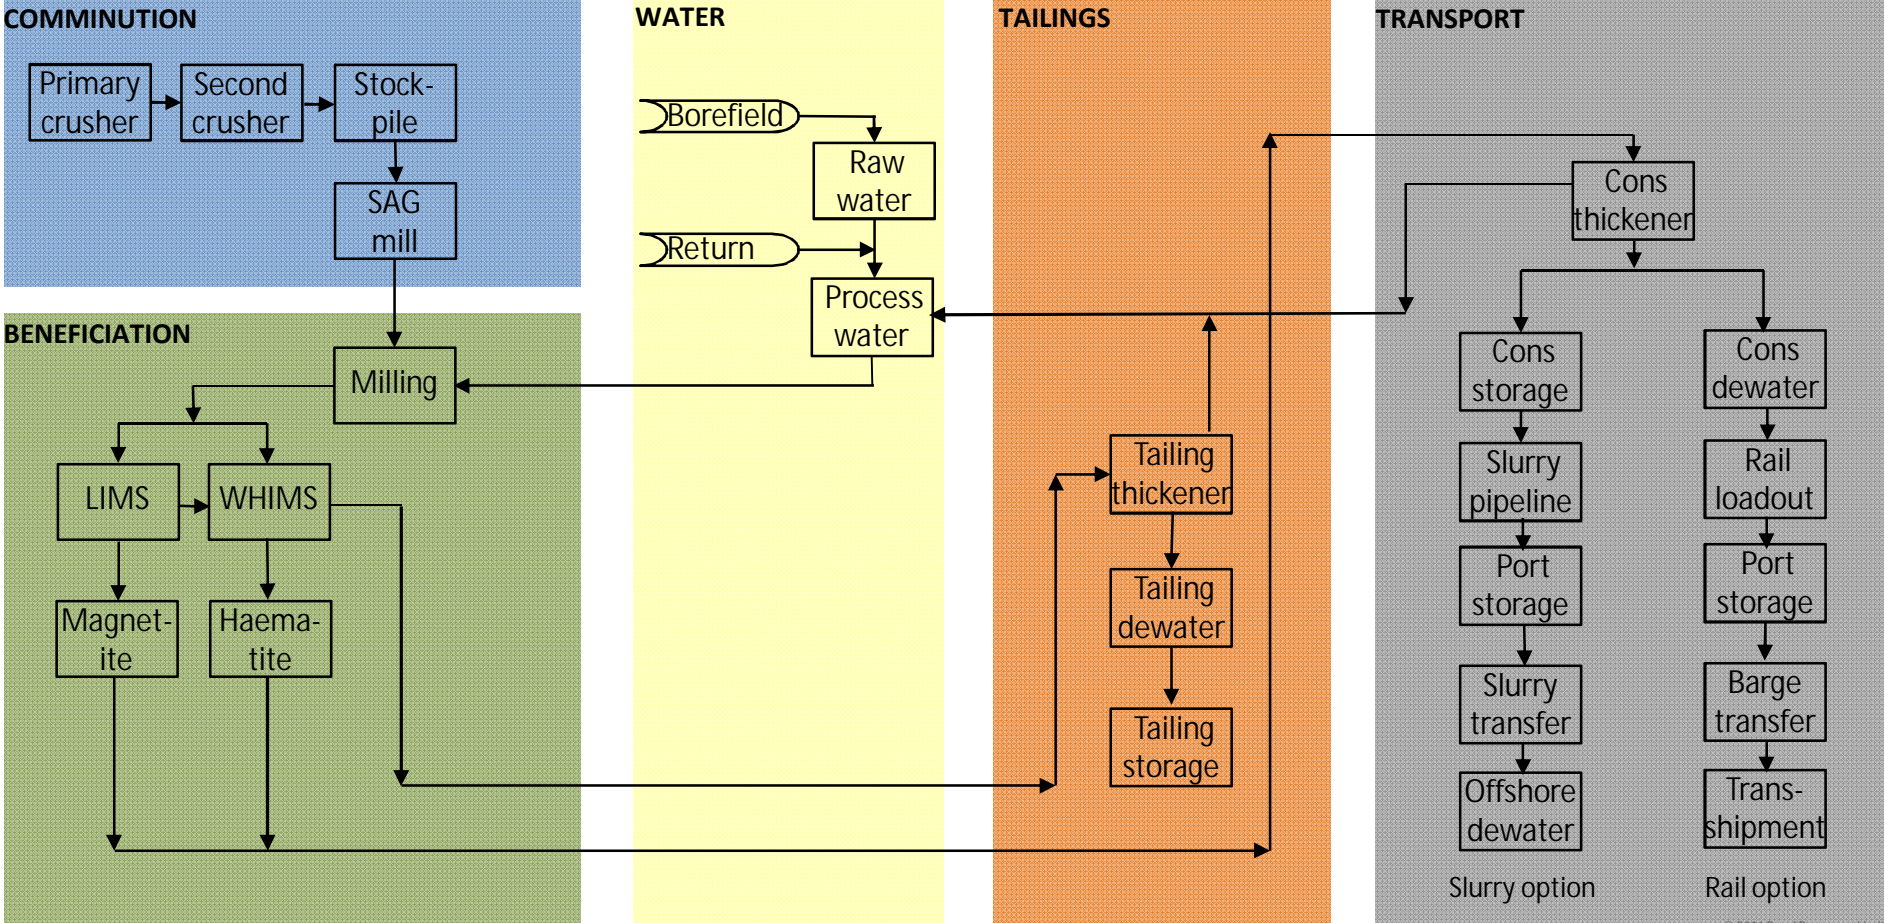 COMMINUTION
Primary
crusher
Second
crusher
Stock-
pile
SAG
mill
BENEFICIATION
Milling
LIMS
WHIMS
Magnet-
ite
Haema-
tite
WATER
Borefield
Raw
water
Return
Process
water
TAILINGS
Tailing
thickener
Tailing
dewater
Tailing
storage
TRANSPORT
Cons
thickener
Cons
storage
Slurry
pipeline
Port
storage
Slurry
transfer
Offshore
dewater
Slurry option
Cons
dewater
Rail
loadout
Port
storage
Barge
transfer
Trans-
shipment
Rail option